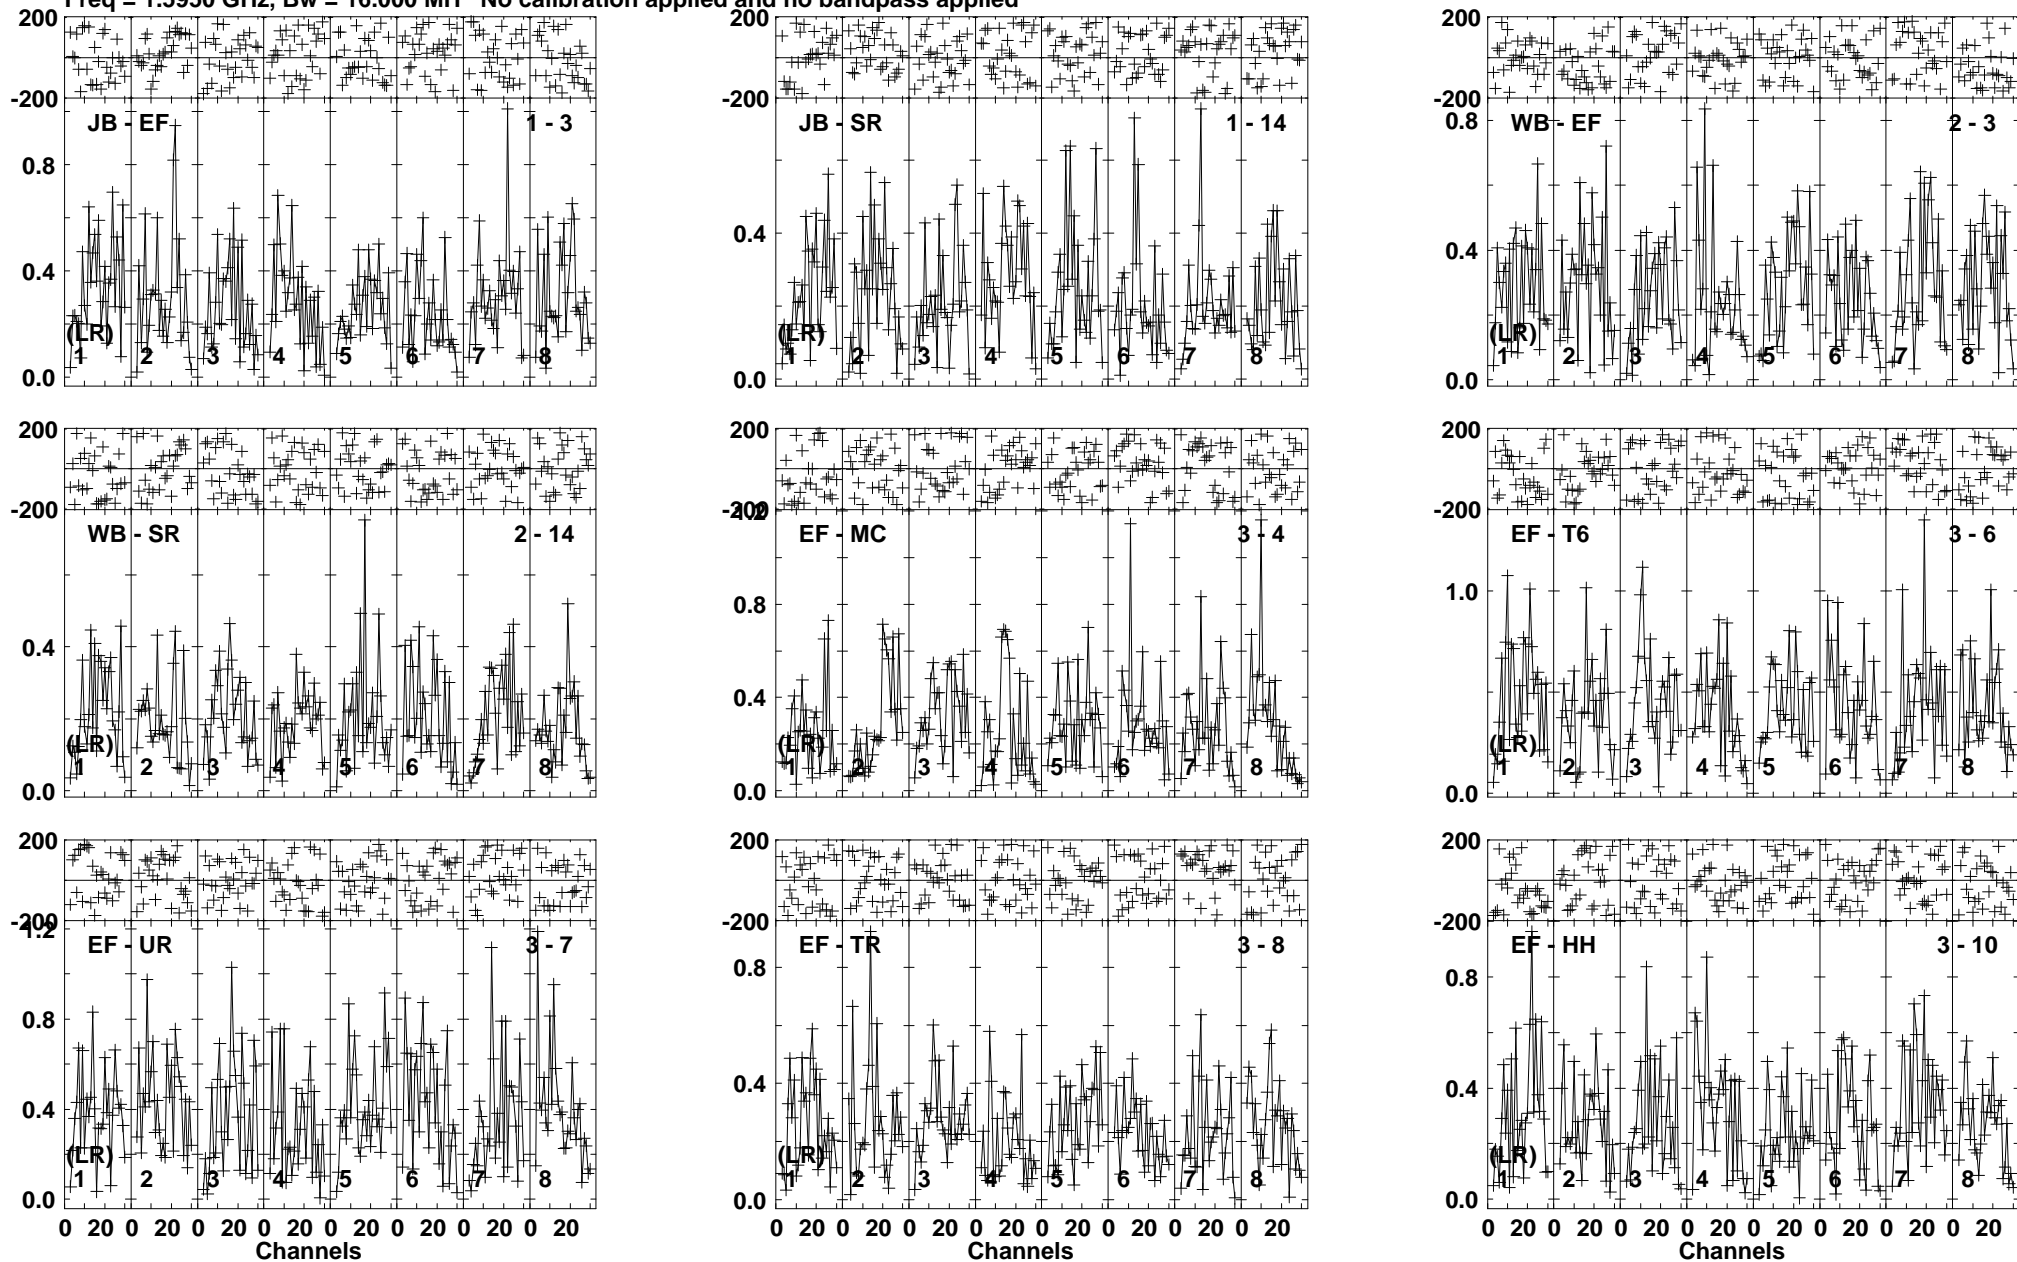 Freq = 1.5950 GHz, Bw = 16.000 MH No calibration applied and no bandpass applied
200 200 200
-200 -200 -200
JB - EF 1 - 3 JB - SR 1 - 14 WB - EF 2 - 3
0.8 0.4 0.0
0.4 0.0
0.8 0.4 0.0
(LR) (LR) (LR)
1 2 3 4 5 6 7 8 1 2 3 4 5 6 7 8 1 2 3 4 5 6 7 8
200 200 200
-200 -200 -200
1.2
WB - SR 2 - 14 EF - MC 3 - 4 EF - T6 3 - 6
0.4 0.0
0.8 0.4 0.0
1.0 0.0
(LR) (LR) (LR)
1 2 3 4 5 6 7 8 1 2 3 4 5 6 7 8 1 2 3 4 5 6 7 8
200 200 200
-200 -200 -200
1.2
EF - UR 3 - 7 EF - TR 3 - 8 EF - HH 3 - 10
0.8 0.4 0.0
0.8 0.4 0.0
0.8 0.4 0.0
(LR) (LR) (LR)
1 2 3 4 5 6 7 8 1 2 3 4 5 6 7 8 1 2 3 4 5 6 7 8
0 20 0 20 0 20 0 20 0 20 0 20 0 20 0 20 0 20 0 20 0 20 0 20 0 20 0 20 0 20 0 20 0 20 0 20 0 20 0 20 0 20 0 20 0 20 0 20
Channels Channels Channels